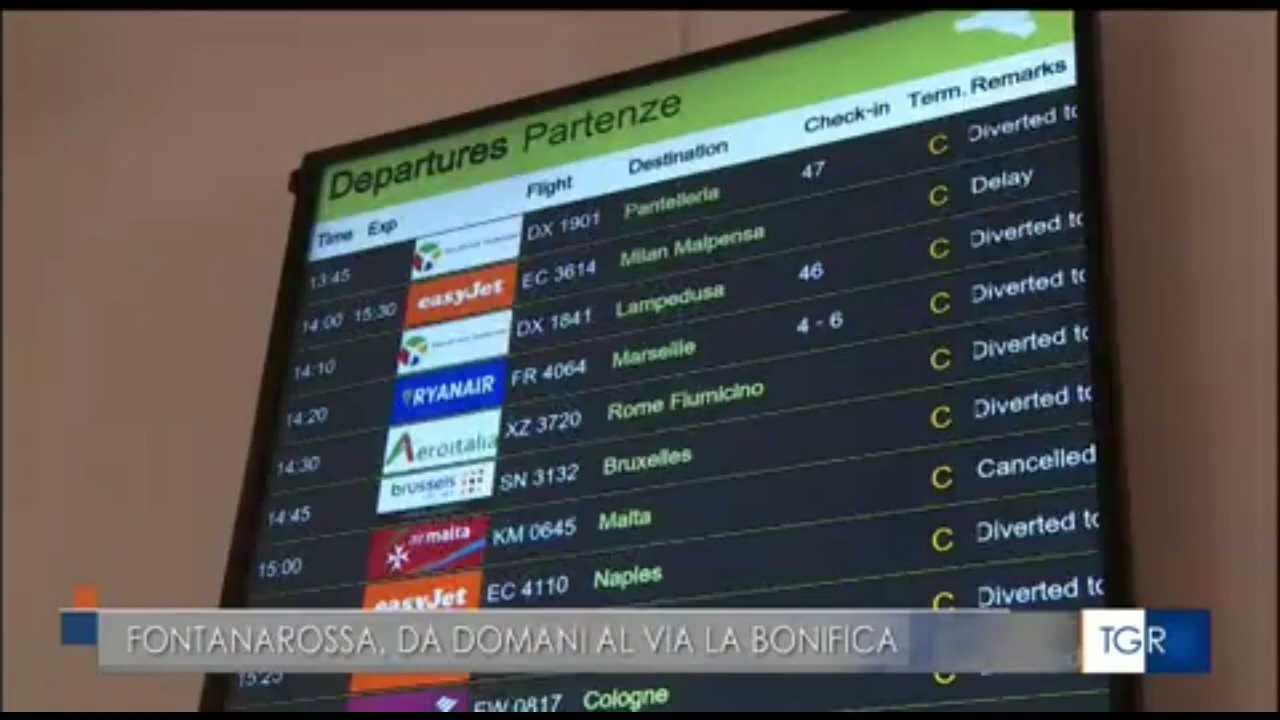 Departures Partenze
Time Exp Flight Destination Check-in Term. Remarks
13:45 DX 1901 Pantelleria 47 C Diverted to
14:00 15:30 easyJet EC 3614 Milan Malpensa C Delay
14:10 DX 1841 Lampedusa 46 C Diverted to
14:20 RYANAIR FR 4064 Marseille 4 - 6 C Diverted to
14:30 Aeroitalia XZ 3720 Rome Fiumicino C Diverted to
14:45 brussels SN 3132 Bruxelles C Diverted to
15:00 air malta KM 0645 Malta C Cancelled
easyJet EC 4110 Naples C Diverted to
15:25 EW 0817 Cologne C Diverted to
FONTANAROSSA, DA DOMANI AL VIA LA BONIFICA
TGR